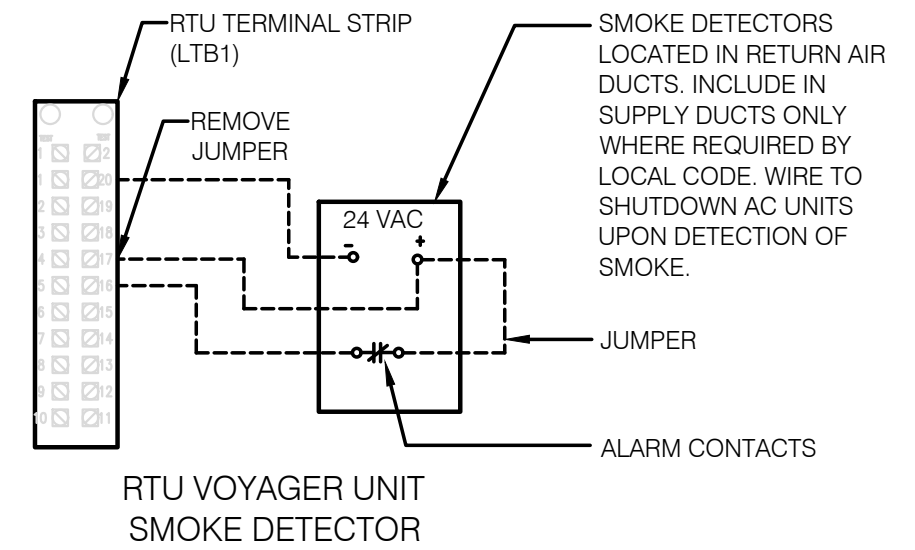 RTU TERMINAL STRIP
(LTB1)
REMOVE
JUMPER
SMOKE DETECTORS
LOCATED IN RETURN AIR
DUCTS. INCLUDE IN
SUPPLY DUCTS ONLY
WHERE REQUIRED BY
LOCAL CODE. WIRE TO
SHUTDOWN AC UNITS
UPON DETECTION OF
SMOKE.
1 2
1 20
2 19
3 18
4 17
5 16
6 15
7 14
8 13
9 12
10 11
24 VAC
- +
JUMPER
ALARM CONTACTS
RTU VOYAGER UNIT
SMOKE DETECTOR